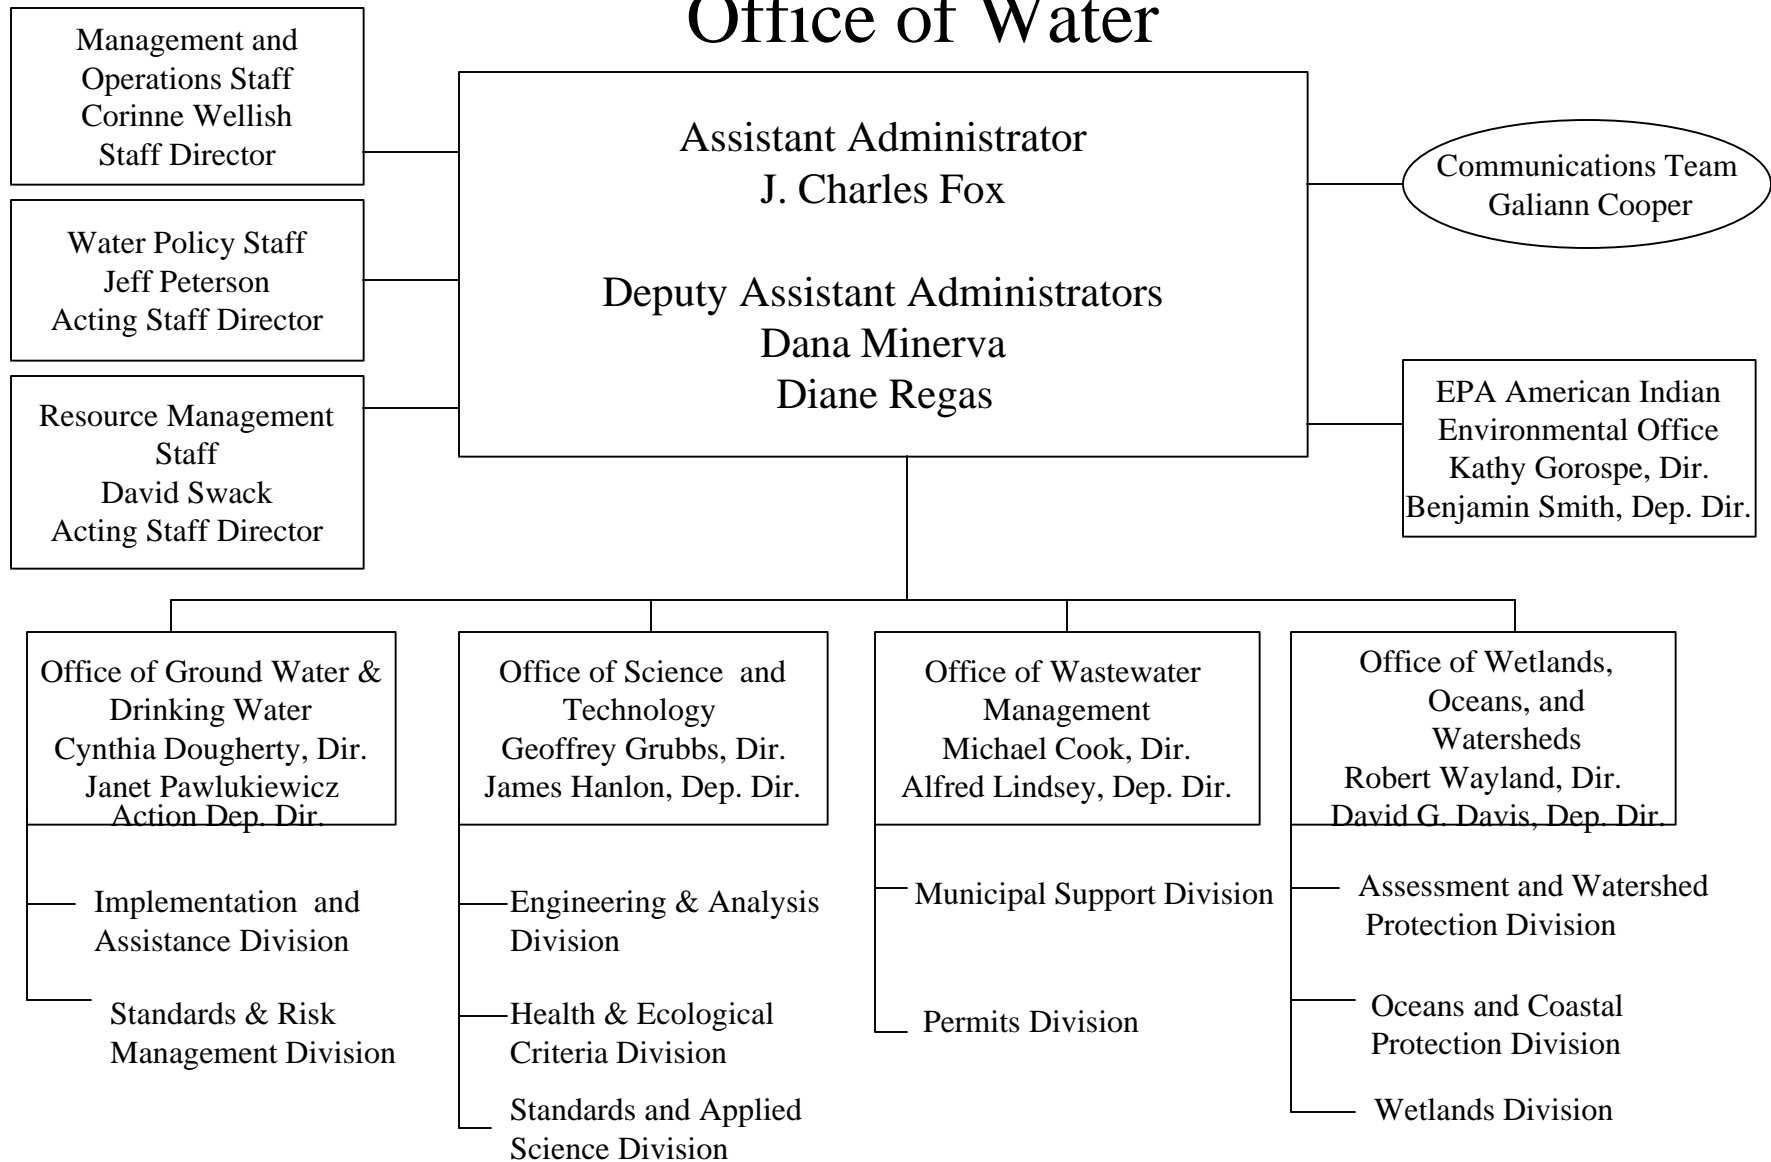 Office of Water
Management and
Operations Staff
Corinne Wellish
Staff Director
Water Policy Staff
Jeff Peterson
Acting Staff Director
Resource Management
Staff
David Swack
Acting Staff Director
Assistant Administrator
J. Charles Fox
Deputy Assistant Administrators
Dana Minerva
Diane Regas
Communications Team
Galiann Cooper
EPA American Indian
Environmental Office
Kathy Gorospe, Dir.
Benjamin Smith, Dep. Dir.
Office of Ground Water &
Drinking Water
Cynthia Dougherty, Dir.
Janet Pawlukiewicz
Action Dep. Dir.
Implementation and
Assistance Division
Standards & Risk
Management Division
Office of Science and
Technology
Geoffrey Grubbs, Dir.
James Hanlon, Dep. Dir.
Engineering & Analysis
Division
Health & Ecological
Criteria Division
Standards and Applied
Science Division
Office of Wastewater
Management
Michael Cook, Dir.
Alfred Lindsey, Dep. Dir.
Municipal Support Division
Permits Division
Office of Wetlands,
Oceans, and
Watersheds
Robert Wayland, Dir.
David G. Davis, Dep. Dir.
Assessment and Watershed
Protection Division
Oceans and Coastal
Protection Division
Wetlands Division